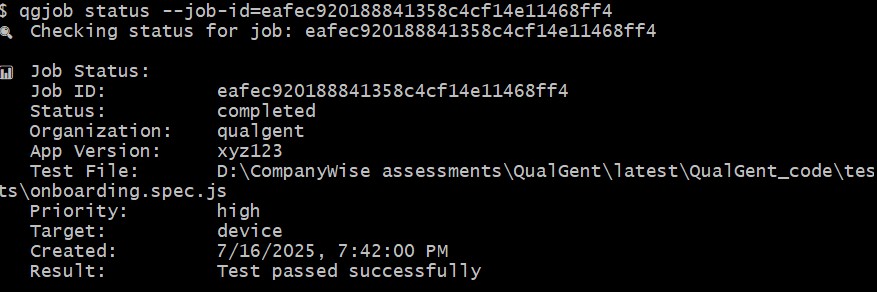 $ qgjob status --job-id=eafec920188841358c4cf14e11468ff4
🔍 Checking status for job: eafec920188841358c4cf14e11468ff4
📊 Job Status:
Job ID: eafec920188841358c4cf14e11468ff4
Status: completed
Organization: qualgent
App Version: xyz123
Test File: D:\CompanyWise assessments\QualGent\latest\QualGent_code\tes
ts\onboarding.spec.js
Priority: high
Target: device
Created: 7/16/2025, 7:42:00 PM
Result: Test passed successfully